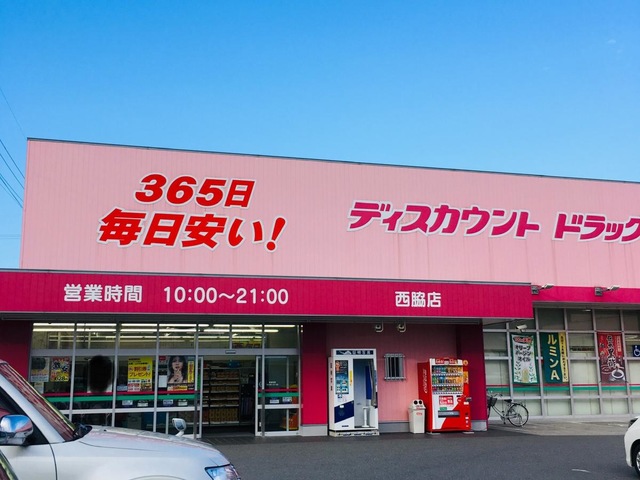 365日
毎日安い!
ディスカウント ドラッグ
営業時間 10:00〜21:00
西脇店
ルミンA